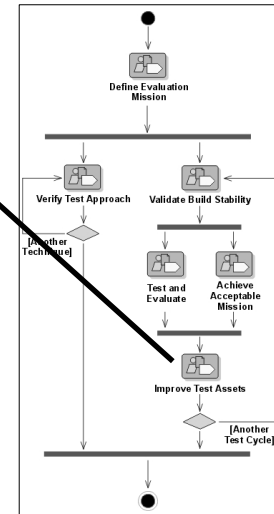 Define Evaluation
Mission
Verify Test Approach
Validate Build Stability
[Another
Technique]
Test and
Evaluate
Achieve
Acceptable
Mission
Improve Test Assets
[Another
Test Cycle]